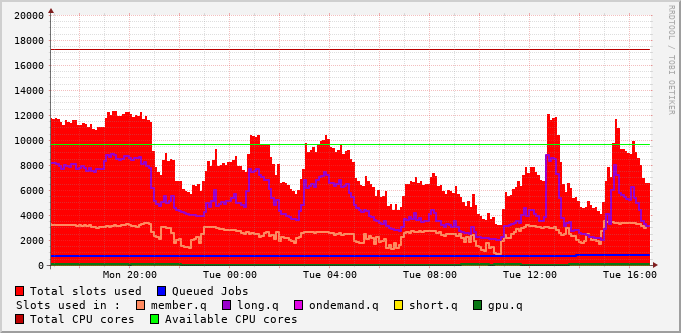 20000
18000
16000
14000
12000
10000
8000
6000
4000
2000
0
Mon 20:00 Tue 00:00 Tue 04:00 Tue 08:00 Tue 12:00 Tue 16:00
Total slots used Queued Jobs
Slots used in : member.q long.q ondemand.q short.q gpu.q
Total CPU cores Available CPU cores
RRDTOOL / TOBI OETIKER